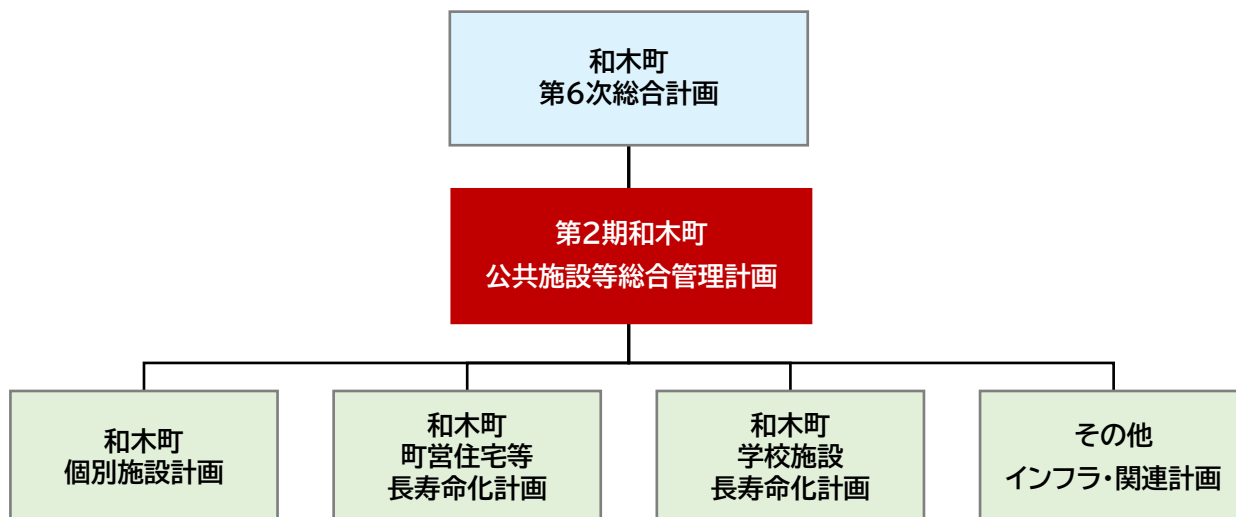 和木町
第6次総合計画
第2期和木町
公共施設等総合管理計画
和木町
個別施設計画
和木町
町営住宅等
長寿命化計画
和木町
学校施設
長寿命化計画
その他
インフラ・関連計画